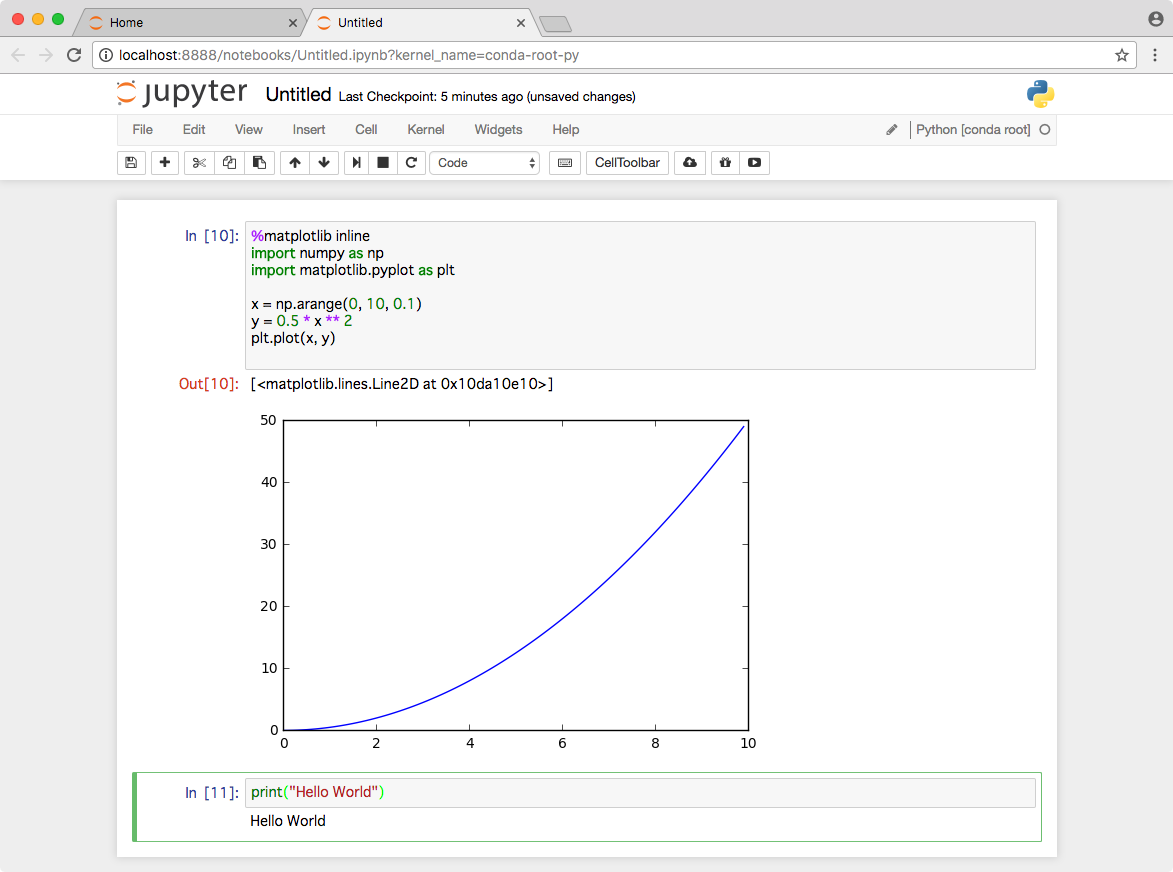 Home
Untitled
localhost:8888/notebooks/Untitled.ipynb?kernel_name=conda-root-py
jupyter Untitled Last Checkpoint: 5 minutes ago (unsaved changes)
File Edit View Insert Cell Kernel Widgets Help Python [conda root]
Code CellToolbar
In [10]: %matplotlib inline
import numpy as np
import matplotlib.pyplot as plt
x = np.arange(0, 10, 0.1)
y = 0.5 * x ** 2
plt.plot(x, y)
Out[10]: [<matplotlib.lines.Line2D at 0x10da10e10>]
50
40
30
20
10
0
0 2 4 6 8 10
In [11]: print("Hello World")
Hello World